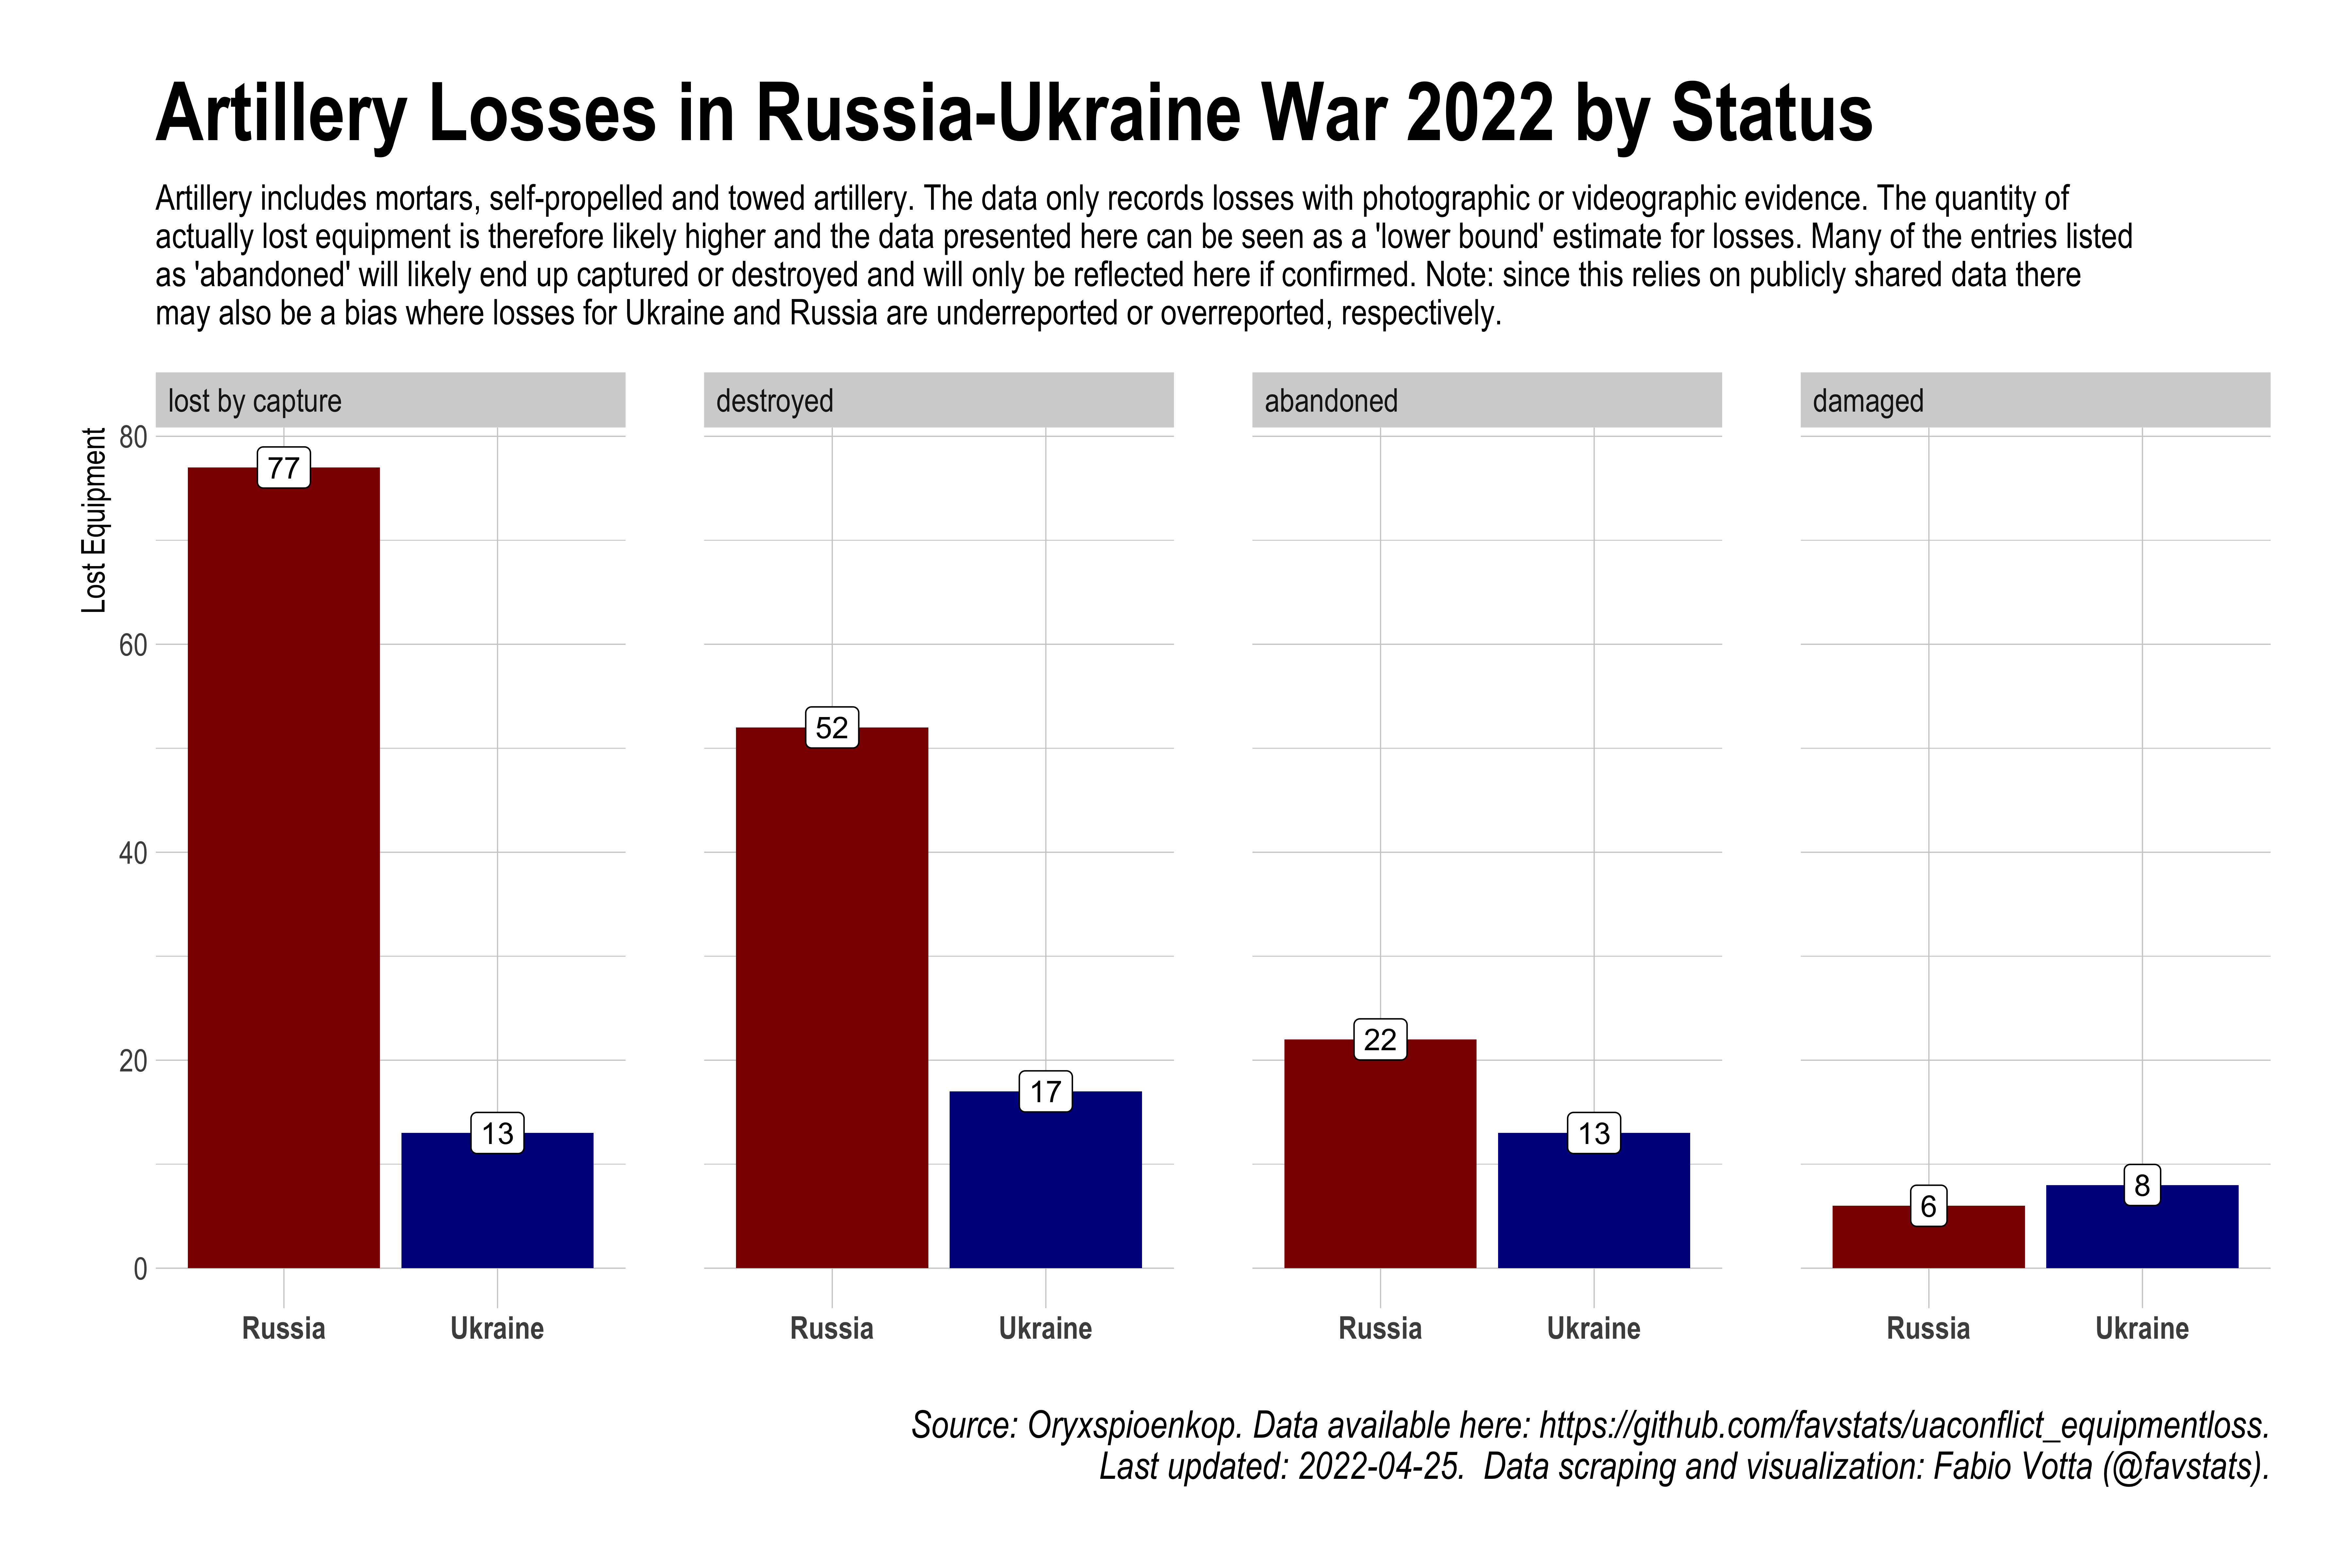 Artillery Losses in Russia-Ukraine War 2022 by Status
Artillery includes mortars, self-propelled and towed artillery. The data only records losses with photographic or videographic evidence. The quantity of
actually lost equipment is therefore likely higher and the data presented here can be seen as a 'lower bound' estimate for losses. Many of the entries listed
as 'abandoned' will likely end up captured or destroyed and will only be reflected here if confirmed. Note: since this relies on publicly shared data there
may also be a bias where losses for Ukraine and Russia are underreported or overreported, respectively.
lost by capture
destroyed
abandoned
damaged
Lost Equipment
80
60
40
20
0
77
13
52
17
22
13
6
8
Russia
Ukraine
Russia
Ukraine
Russia
Ukraine
Russia
Ukraine
Source: Oryxspioenkop. Data available here: https://github.com/favstats/uaconflict_equipmentloss.
Last updated: 2022-04-25.  Data scraping and visualization: Fabio Votta (@favstats).